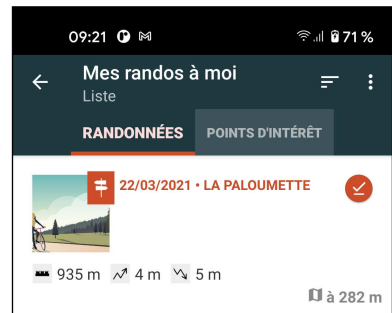 09:21 71 %
Mes randos à moi
Liste
RANDONNÉES POINTS D'INTÉRÊT
22/03/2021 • LA PALOUMETTE
935 m 4 m 5 m
à 282 m